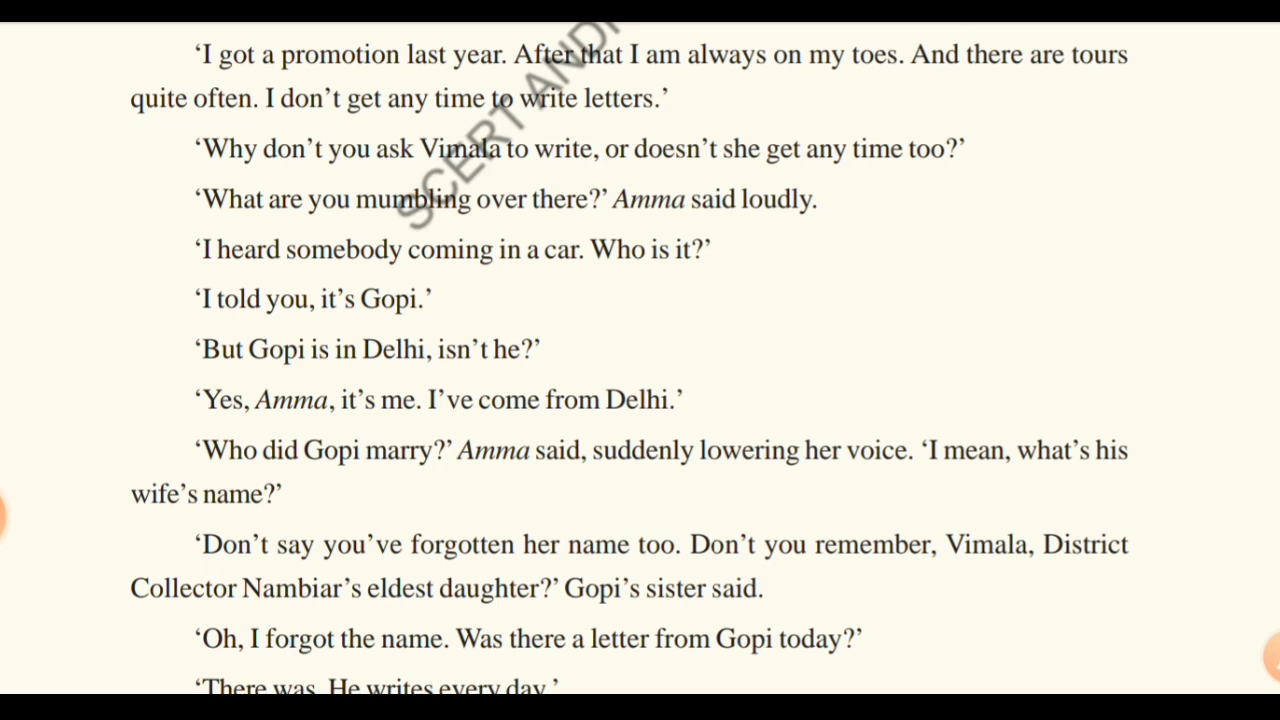 ‘I got a promotion last year. After that I am always on my toes. And there are tours
quite often. I don’t get any time to write letters.’
‘Why don’t you ask Vimala to write, or doesn’t she get any time too?’
‘What are you mumbling over there?’ Amma said loudly.
‘I heard somebody coming in a car. Who is it?’
‘I told you, it’s Gopi.’
‘But Gopi is in Delhi, isn’t he?’
‘Yes, Amma, it’s me. I’ve come from Delhi.’
‘Who did Gopi marry?’ Amma said, suddenly lowering her voice. ‘I mean, what’s his
wife’s name?’
‘Don’t say you’ve forgotten her name too. Don’t you remember, Vimala, District
Collector Nambiar’s eldest daughter?’ Gopi’s sister said.
‘Oh, I forgot the name. Was there a letter from Gopi today?’
‘There was. He writes every day.’
SCERT AND